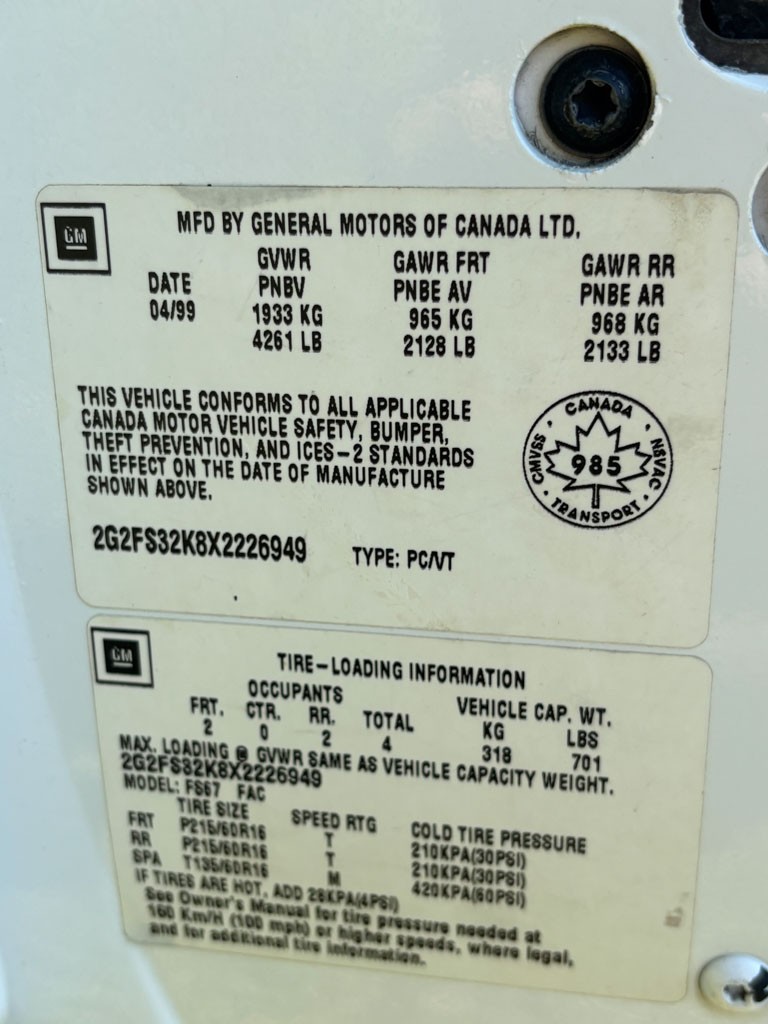 GM
MFD BY GENERAL MOTORS OF CANADA LTD.
DATE GVWR GAWR FRT GAWR RR
PNBV PNBE AV PNBE AR
04/99 1933 KG 965 KG 968 KG
4261 LB 2128 LB 2133 LB
THIS VEHICLE CONFORMS TO ALL APPLICABLE
CANADA MOTOR VEHICLE SAFETY, BUMPER,
THEFT PREVENTION, AND ICES-2 STANDARDS
IN EFFECT ON THE DATE OF MANUFACTURE
SHOWN ABOVE.
CANADA
CMVSS 985 NSVAC
TRANSPORT
2G2FS32K8X2226949 TYPE: PC/VT
GM
TIRE-LOADING INFORMATION
OCCUPANTS VEHICLE CAP. WT.
FRT. CTR. RR. TOTAL KG LBS
2 0 2 4 318 701
MAX. LOADING @ GVWR SAME AS VEHICLE CAPACITY WEIGHT.
2G2FS32K8X2226949
MODEL: FS67 FAC
TIRE SIZE SPEED RTG COLD TIRE PRESSURE
FRT P215/60R16 T 210KPA(30PSI)
RR P215/60R16 T 210KPA(30PSI)
SPA T135/60R16 M 420KPA(60PSI)
IF TIRES ARE HOT, ADD 28KPA(4PSI)
See Owner's Manual for tire pressure needed at
160 Km/H (100 mph) or higher speeds, where legal,
and for additional tire information.